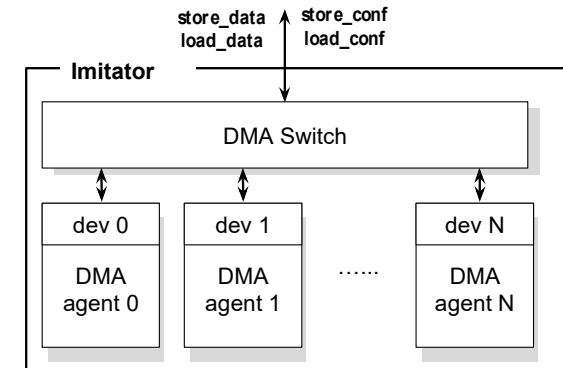 store_data store_conf
load_data load_conf
Imitator
DMA Switch
dev 0 dev 1 dev N
DMA DMA ...... DMA
agent 0 agent 1 agent N